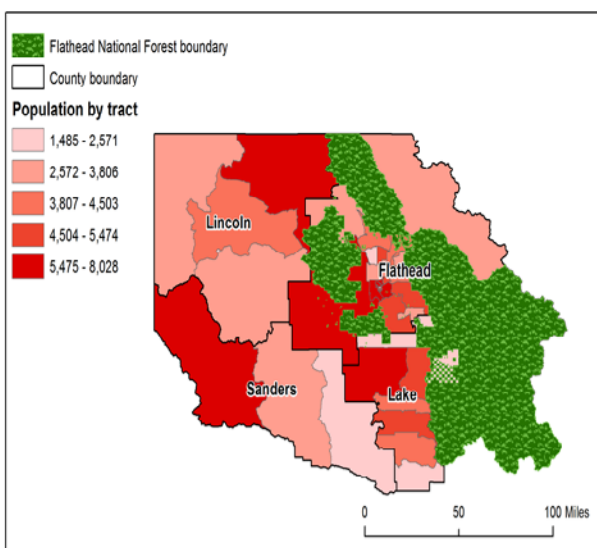 Flathead National Forest boundary
County boundary
Population by tract
1,485 - 2,571
2,572 - 3,806
3,807 - 4,503
4,504 - 5,474
5,475 - 8,028
Lincoln
Flathead
Sanders
Lake
0 50 100 Miles